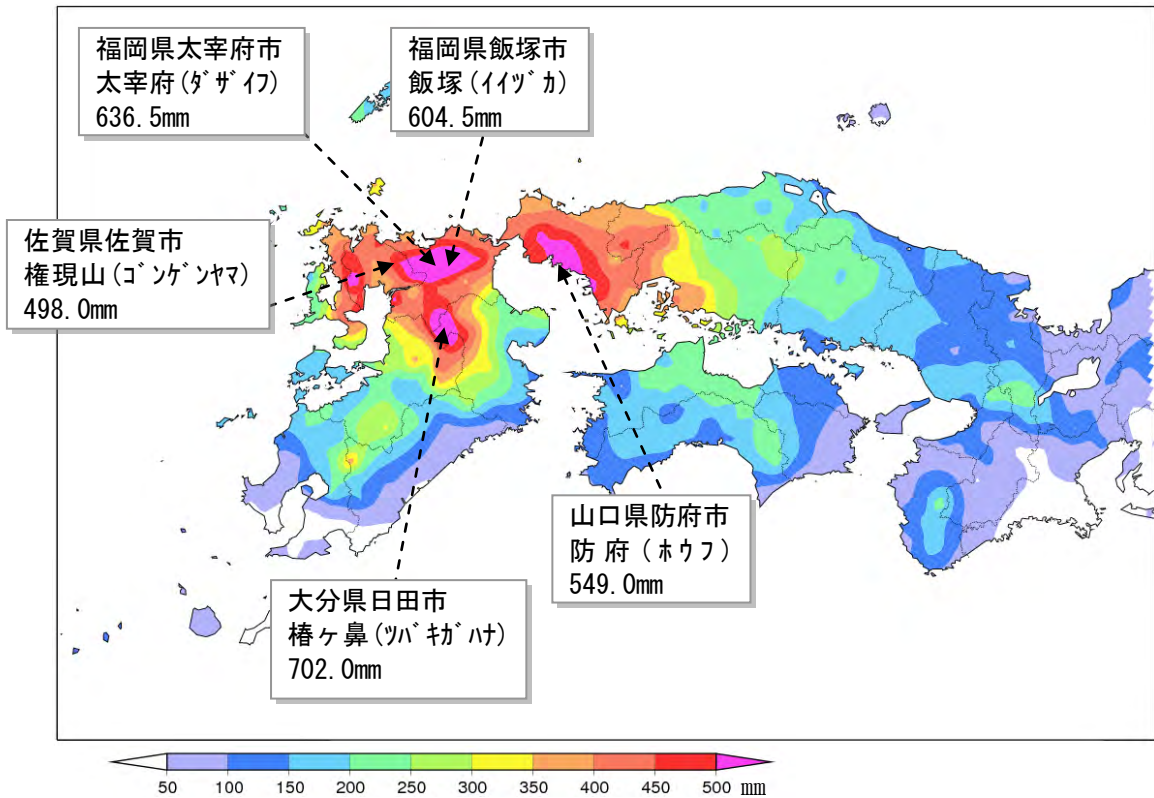 福岡県太宰府市
太宰府(ﾀﾞｻﾞｲﾌ)
636.5mm
福岡県飯塚市
飯塚(ｲｲﾂﾞｶ)
604.5mm
佐賀県佐賀市
権現山(ｺﾞﾝｹﾞﾝﾔﾏ)
498.0mm
山口県防府市
防府(ﾎｳﾌ)
549.0mm
大分県日田市
椿ヶ鼻(ﾂﾊﾞｷｶﾞﾊﾅ)
702.0mm
50 100 150 200 250 300 350 400 450 500 mm